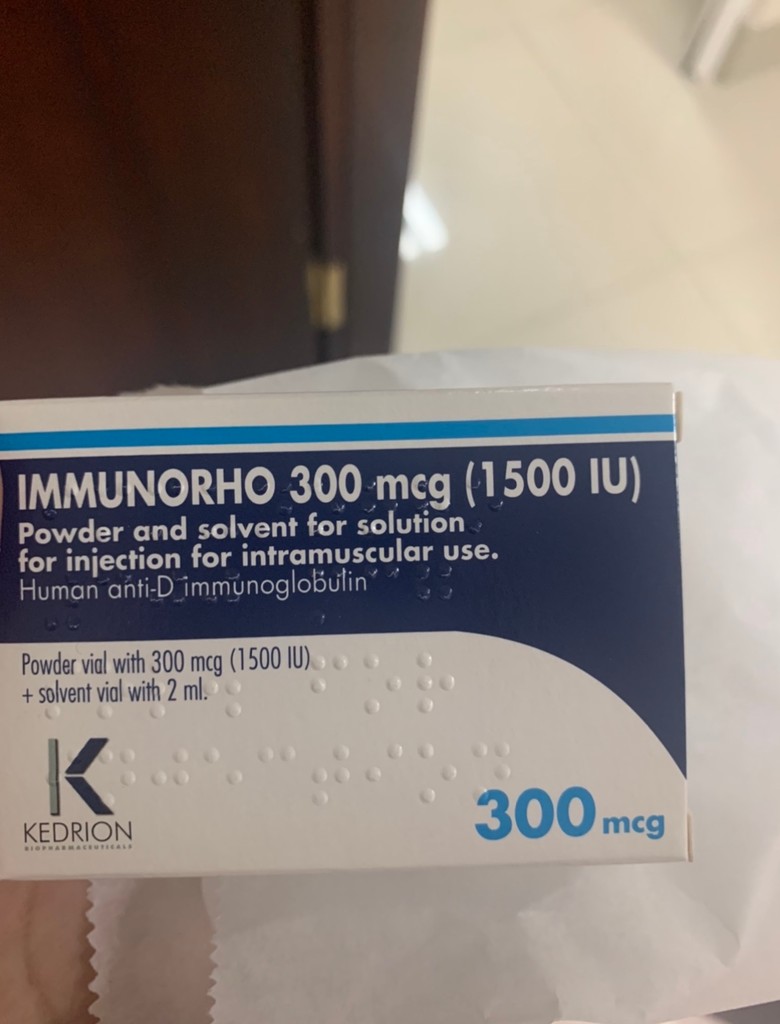 IMMUNORHO 300 mcg (1500 IU)
Powder and solvent for solution
for injection for intramuscular use.
Human anti-D immunoglobulin
Powder vial with 300 mcg (1500 IU)
+ solvent vial with 2 ml.
KEDRION
BIOPHARMACEUTICALS
300 mcg